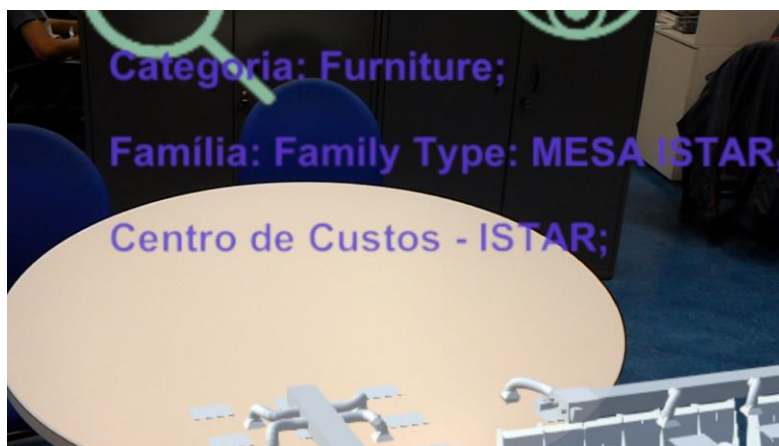 Categoria: Furniture;
Família: Family Type: MESA ISTAR;
Centro de Custos - ISTAR;